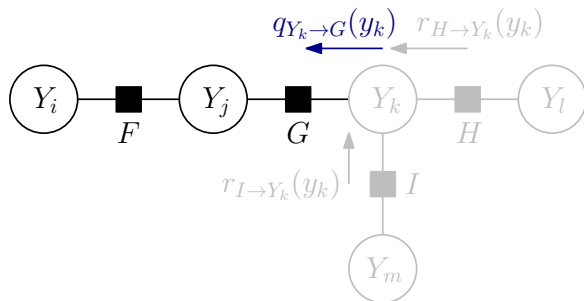 q_{Y_k→G}(y_k) r_{H→Y_k}(y_k)
Y_i Y_j Y_k Y_l
F G H
r_{I→Y_k}(y_k) I
Y_m